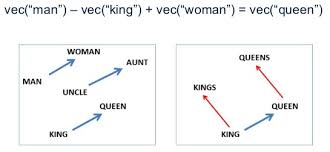 vec(“man”) – vec(“king”) + vec(“woman”) = vec(“queen”)
WOMAN
AUNT
MAN
UNCLE
QUEEN
KING
QUEENS
KINGS
QUEEN
KING